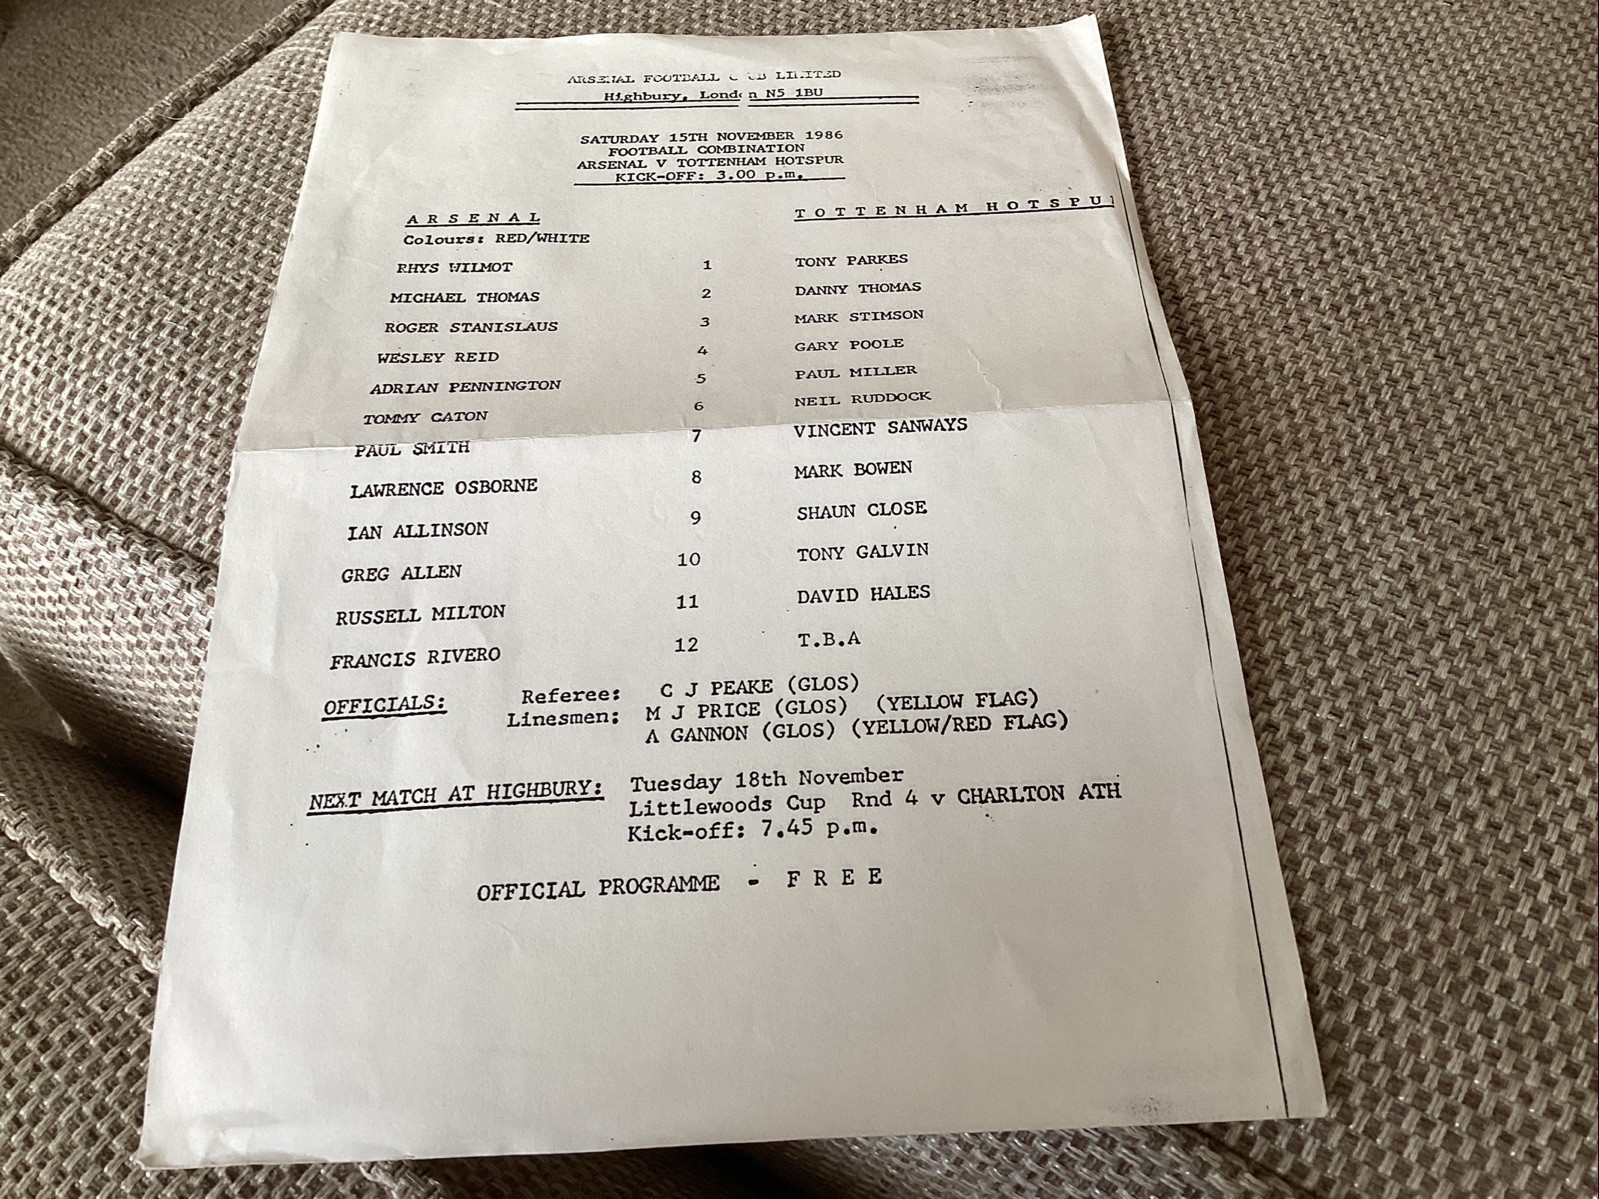 ARSENAL FOOTBALL LIMITED
Highbury, London N5 1BU
SATURDAY 15TH NOVEMBER 1986
FOOTBALL COMBINATION
ARSENAL V TOTTENHAM HOTSPUR
KICK-OFF: 3.00 p.m.
A R S E N A L T O T T E N H A M H O T S P U
Colours: RED/WHITE
RHYS WILMOT 1 TONY PARKES
MICHAEL THOMAS 2 DANNY THOMAS
ROGER STANISLAUS 3 MARK STIMSON
WESLEY REID 4 GARY POOLE
ADRIAN PENNINGTON 5 PAUL MILLER
TOMMY CATON 6 NEIL RUDDOCK
PAUL SMITH 7 VINCENT SANWAYS
LAWRENCE OSBORNE 8 MARK BOWEN
IAN ALLINSON 9 SHAUN CLOSE
GREG ALLEN 10 TONY GALVIN
RUSSELL MILTON 11 DAVID HALES
FRANCIS RIVERO 12 T.B.A
OFFICIALS: Referee: C J PEAKE (GLOS)
Linesmen: M J PRICE (GLOS) (YELLOW FLAG)
A GANNON (GLOS) (YELLOW/RED FLAG)
NEXT MATCH AT HIGHBURY: Tuesday 18th November
Littlewoods Cup Rnd 4 v CHARLTON ATH
Kick-off: 7.45 p.m.
OFFICIAL PROGRAMME - F R E E